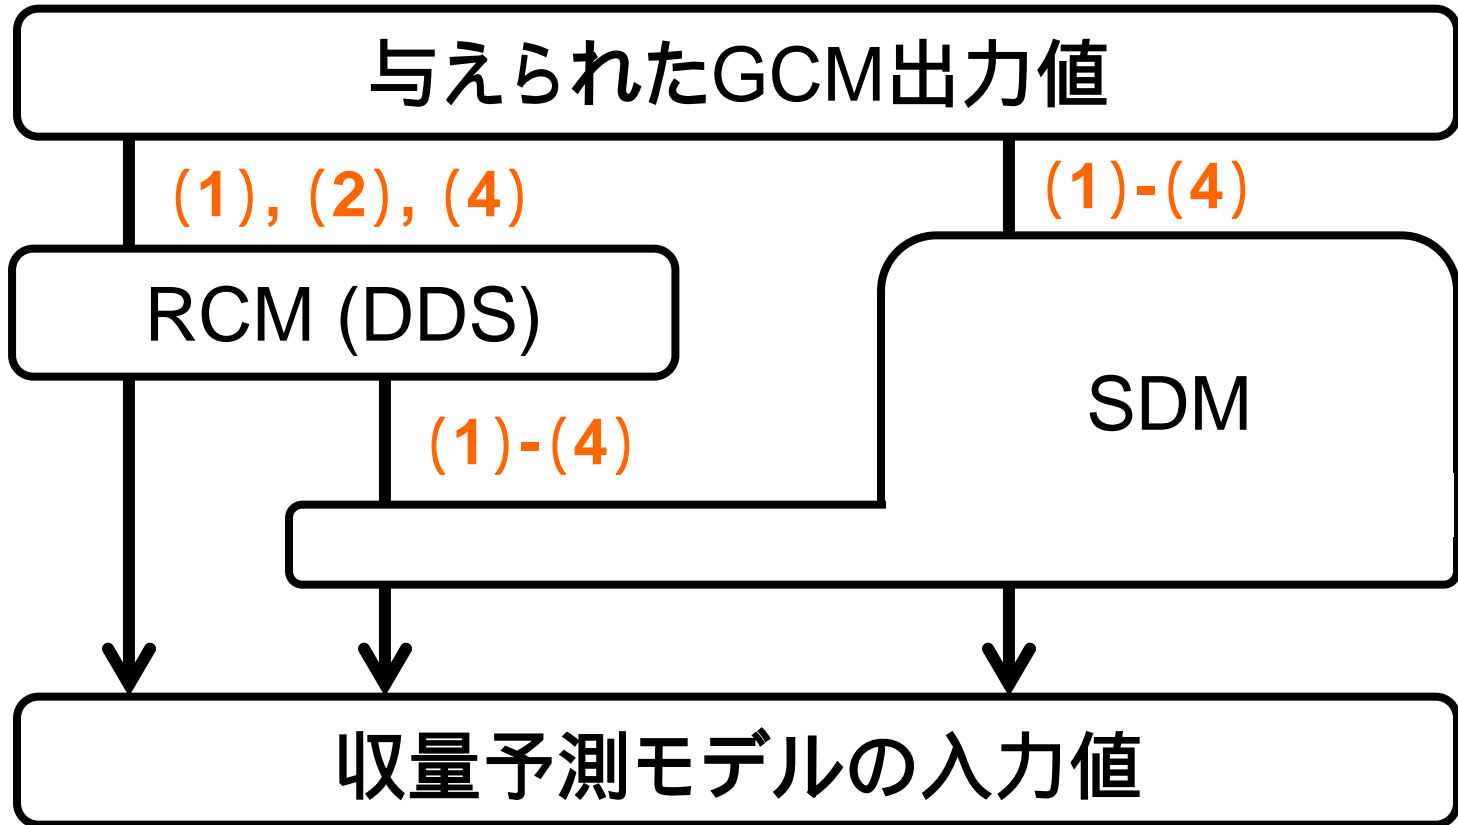 与えられたGCM出力値
(1), (2), (4)
(1)-(4)
RCM (DDS)
SDM
(1)-(4)
収量予測モデルの入力値